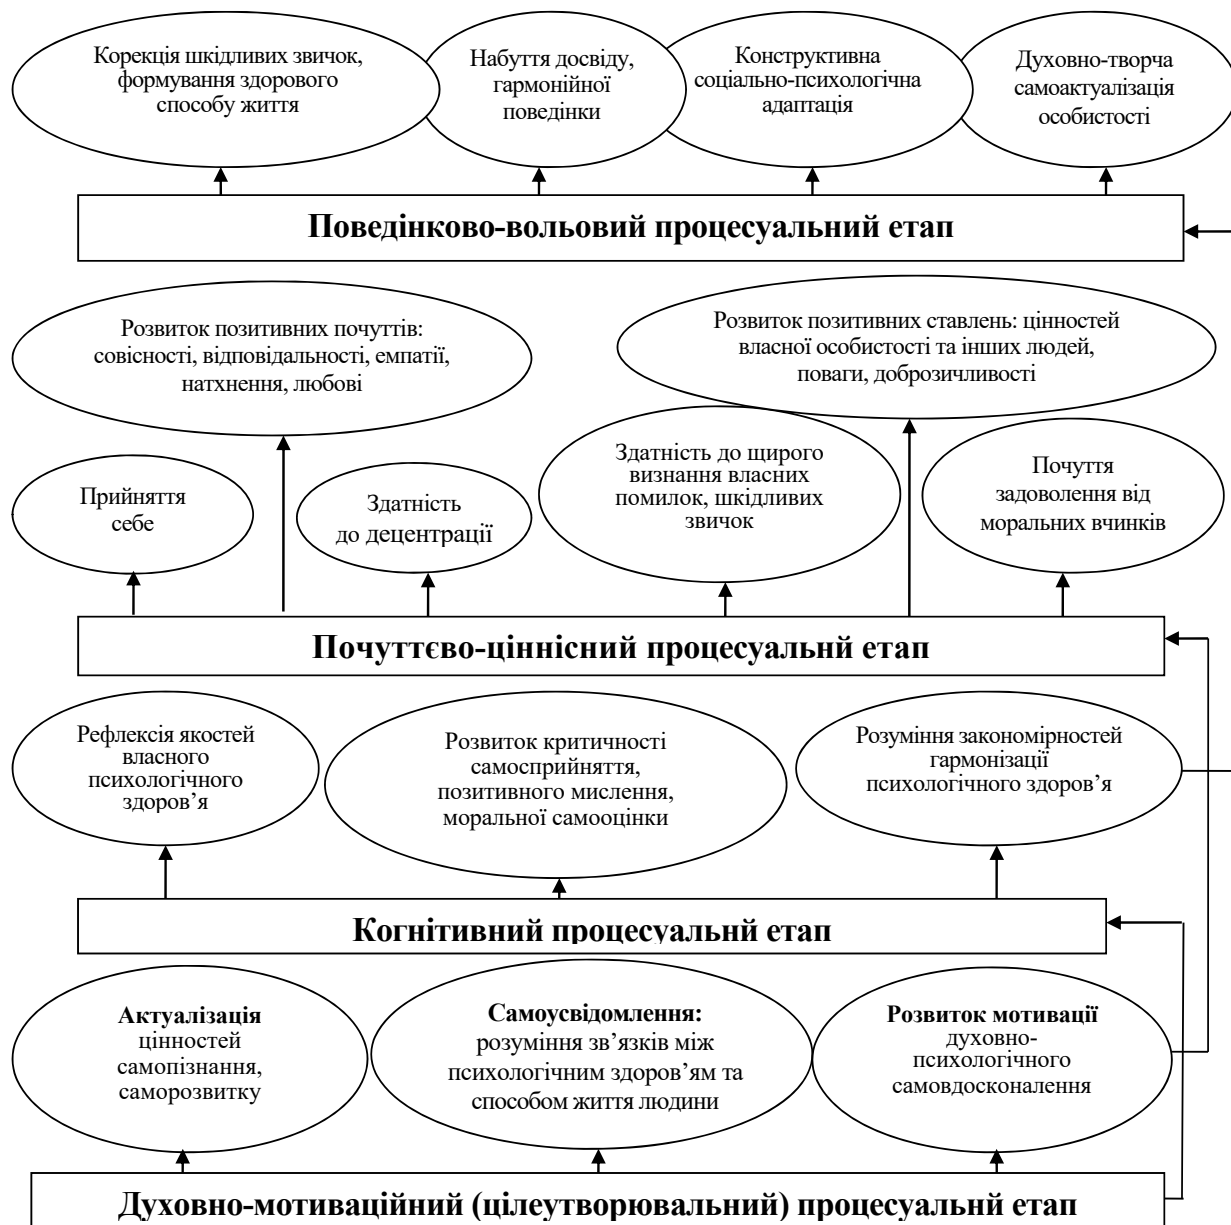 Корекція шкідливих звичок,
формування здорового
способу життя
Набуття досвіду,
гармонійної
поведінки
Конструктивна
соціально-психологічна
адаптація
Духовно-творча
самоактуалізація
особистості
Поведінково-вольовий процесуальний етап
Розвиток позитивних почуттів:
совісності, відповідальності, емпатії,
натхнення, любові
Розвиток позитивних ставлень: цінностей
власної особистості та інших людей,
поваги, доброзичливості
Прийняття
себе
Здатність
до децентрації
Здатність до щирого
визнання власних
помилок, шкідливих
звичок
Почуття
задоволення від
моральних вчинків
Почуттєво-ціннісний процесуальнй етап
Рефлексія якостей
власного
психологічного
здоров’я
Розвиток критичності
самосприйняття,
позитивного мислення,
моральної самооцінки
Розуміння закономірностей
гармонізації
психологічного здоров’я
Когнітивний процесуальнй етап
Актуалізація
цінностей
самопізнання,
саморозвитку
Самоусвідомлення:
розуміння зв’язків між
психологічним здоров’ям та
способом життя людини
Розвиток мотивації
духовно-
психологічного
самовдосконалення
Духовно-мотиваційний (цілеутворювальний) процесуальнй етап